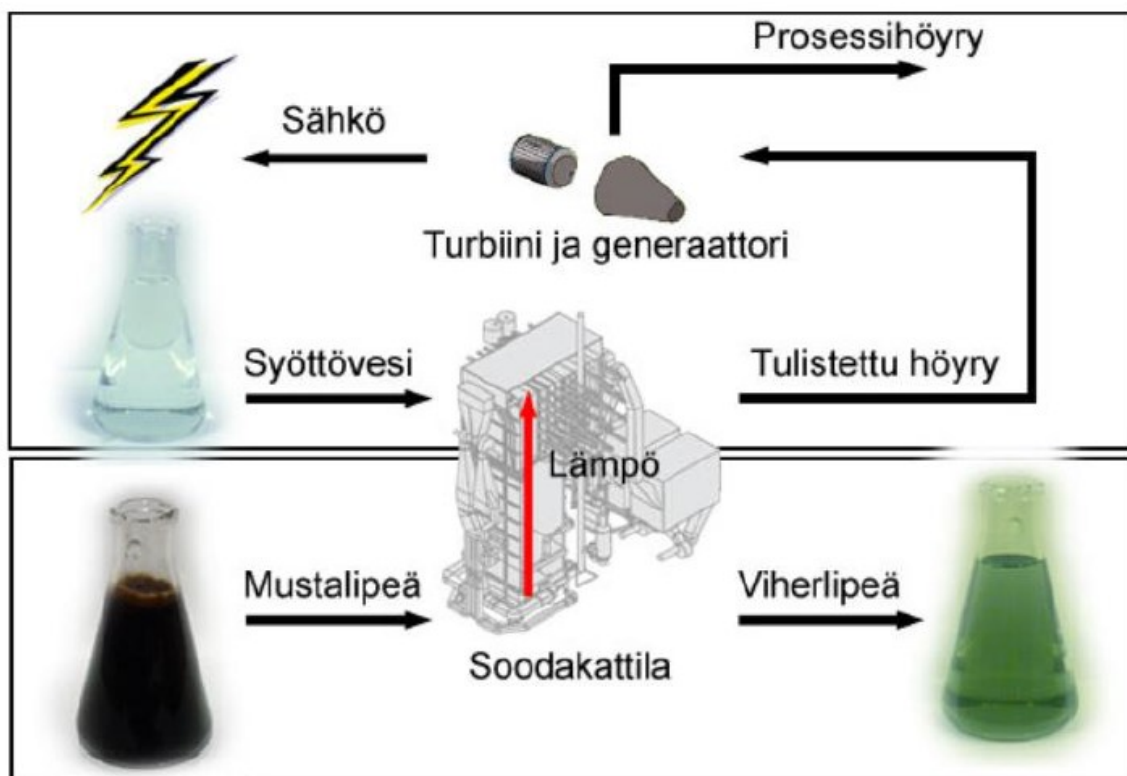 Prosessihöyry
Sähkö
Turbiini ja generaattori
Syöttövesi
Tulistettu höyry
Lämpö
Mustalipeä
Viherlipeä
Soodakattila